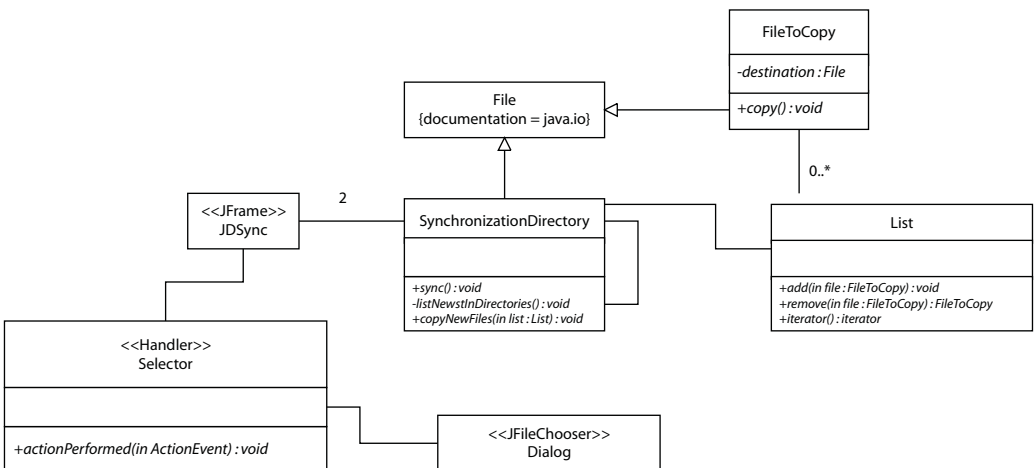 FileToCopy
-destination : File
+copy() : void
File
{documentation = java.io}
0..*
<<JFrame>>
JDSync
2
SynchronizationDirectory
+sync() : void
-listNewstInDirectories() : void
+copyNewFiles(in list : List) : void
List
+add(in file : FileToCopy) : void
+remove(in file : FileToCopy) : FileToCopy
+iterator() : iterator
<<Handler>>
Selector
+actionPerformed(in ActionEvent) : void
<<JFileChooser>>
Dialog